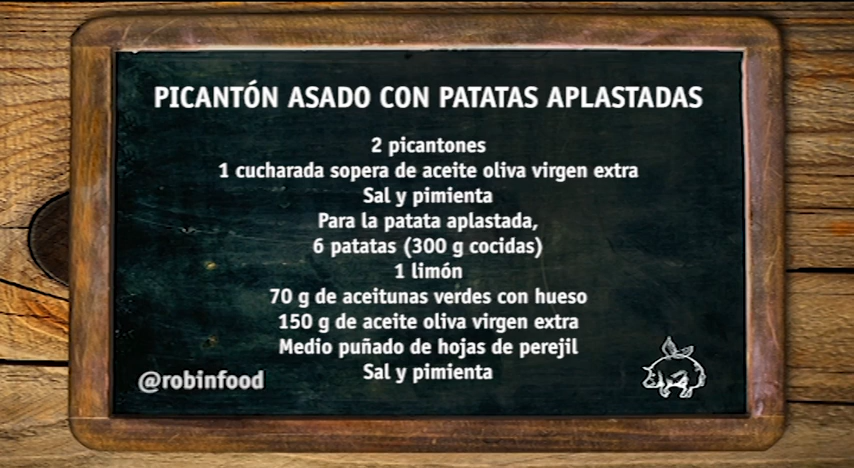 PICANTÓN ASADO CON PATATAS APLASTADAS
2 picantones
1 cucharada sopera de aceite oliva virgen extra
Sal y pimienta
Para la patata aplastada,
6 patatas (300 g cocidas)
1 limón
70 g de aceitunas verdes con hueso
150 g de aceite oliva virgen extra
Medio puñado de hojas de perejil
Sal y pimienta
@robinfood